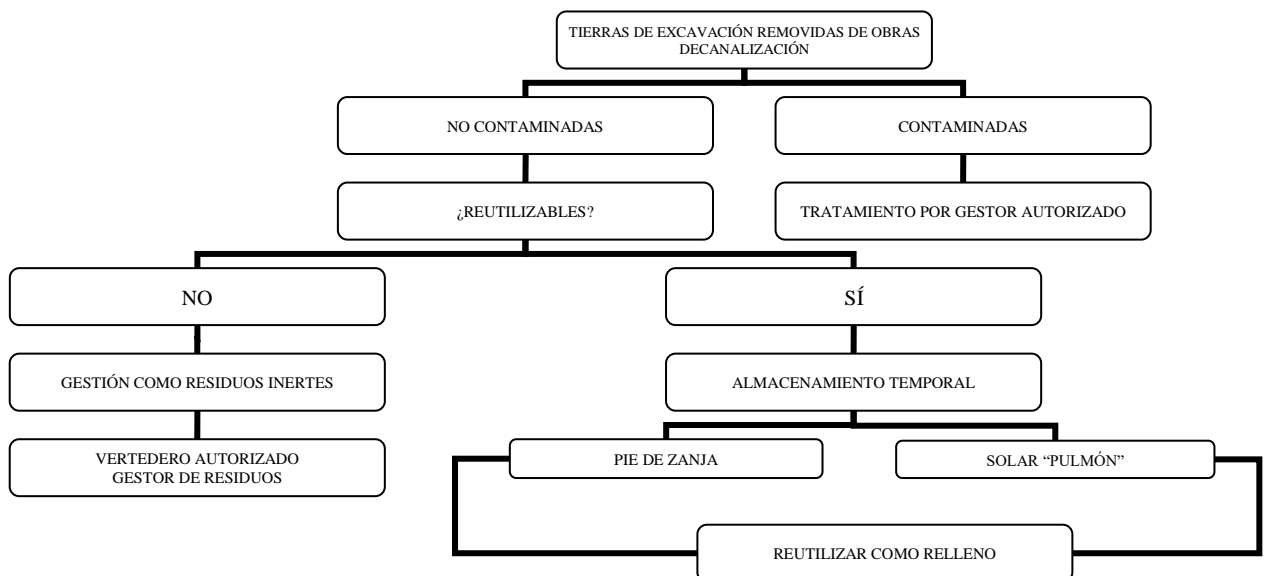 TIERRAS DE EXCAVACIÓN REMOVIDAS DE OBRAS
DECANALIZACIÓN
NO CONTAMINADAS
CONTAMINADAS
¿REUTILIZABLES?
TRATAMIENTO POR GESTOR AUTORIZADO
NO
SÍ
GESTIÓN COMO RESIDUOS INERTES
ALMACENAMIENTO TEMPORAL
VERTEDERO AUTORIZADO
GESTOR DE RESIDUOS
PIE DE ZANJA
SOLAR “PULMÓN”
REUTILIZAR COMO RELLENO